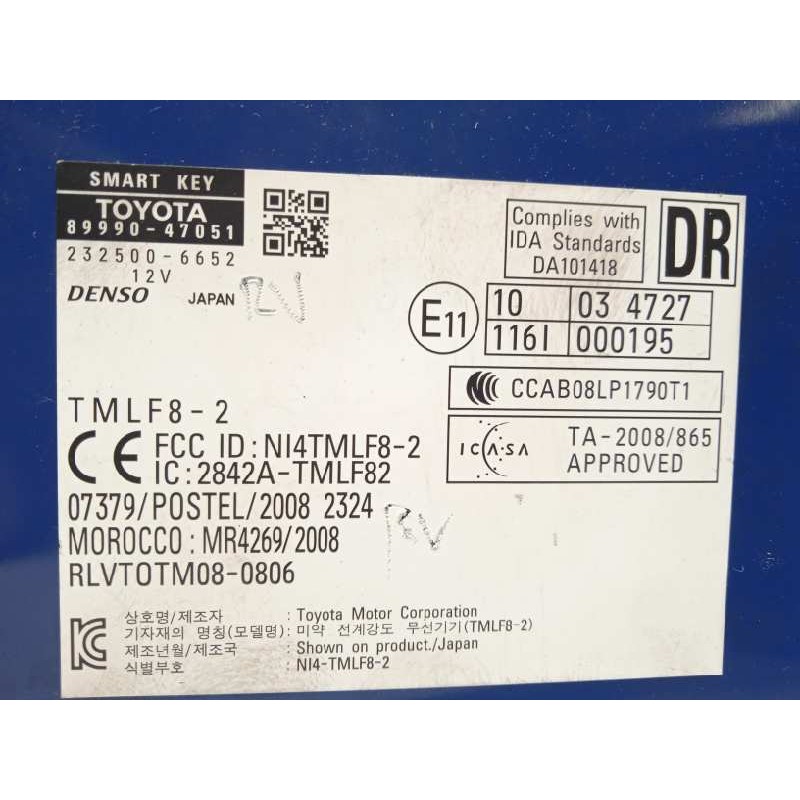 SMART KEY
TOYOTA
89990-47051
232500-6652
12V
DENSO JAPAN RV
Complies with
IDA Standards
DA101418
DR
E11
10 03 4727
116I 000195
CCAB08LP1790T1
ICASA
TA-2008/865
APPROVED
TMLF8-2
CE FCC ID : NI4TMLF8-2
IC : 2842A-TMLF82
07379/POSTEL/2008 2324
MOROCCO : MR4269/2008
RV
RLVTOTM08-0806
상호명/제조자 : Toyota Motor Corporation
기자재의 명칭(모델명) : 미약 전계강도 무선기기(TMLF8-2)
제조년월/제조국 : Shown on product./Japan
식별부호 : NI4-TMLF8-2